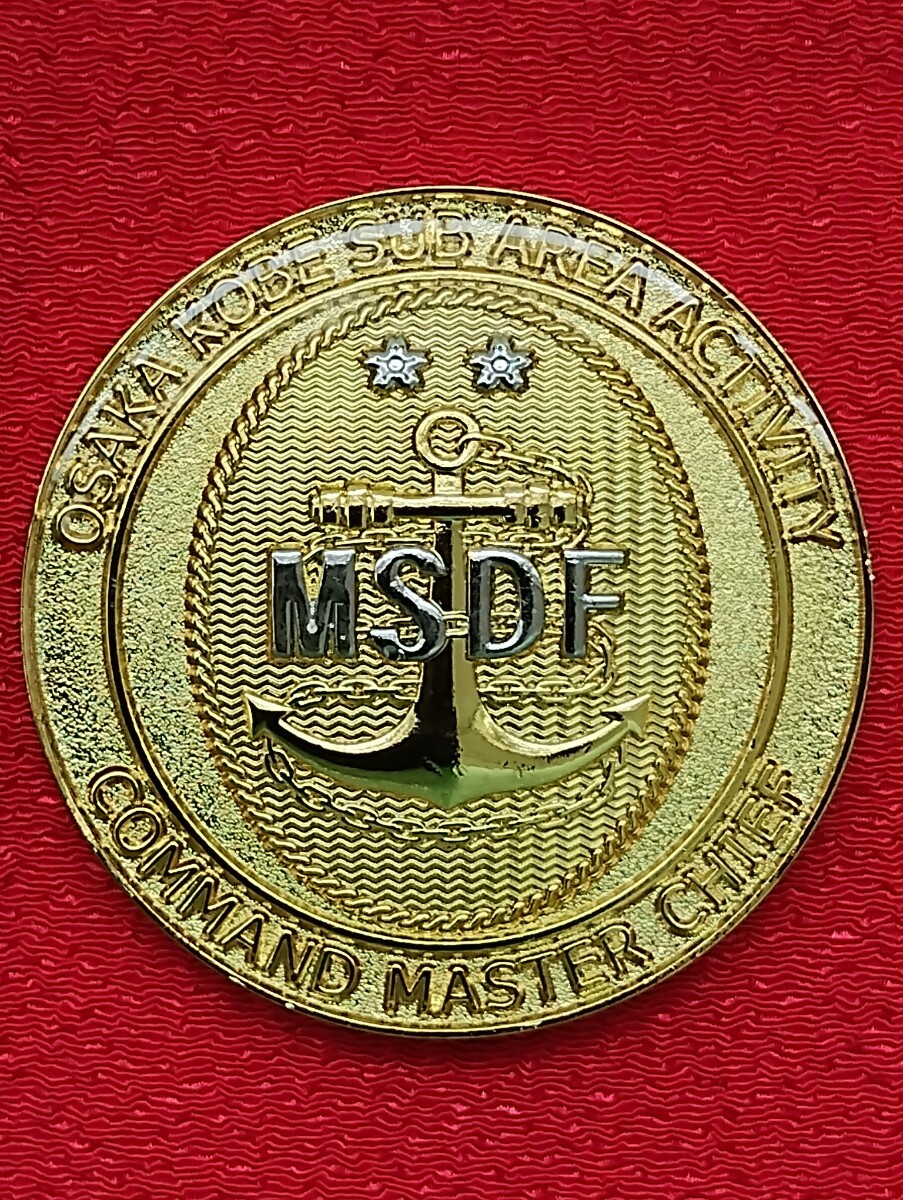 OSAKA KOBE SUB AREA ACTIVITY
MSDF
COMMAND MASTER CHIEF